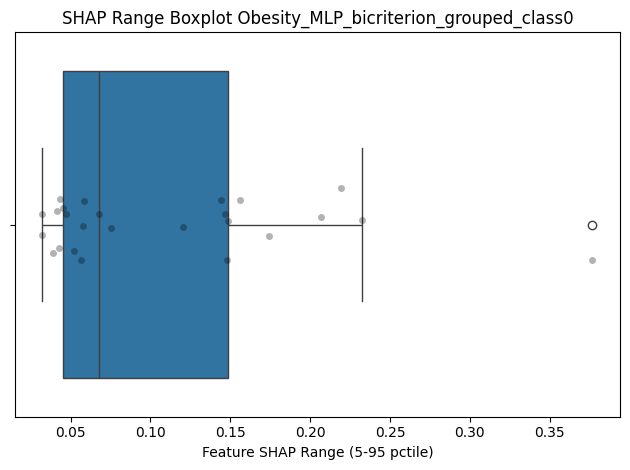 SHAP Range Boxplot Obesity_MLP_bicriterion_grouped_class0
0.05 0.10 0.15 0.20 0.25 0.30 0.35
Feature SHAP Range (5-95 pctile)